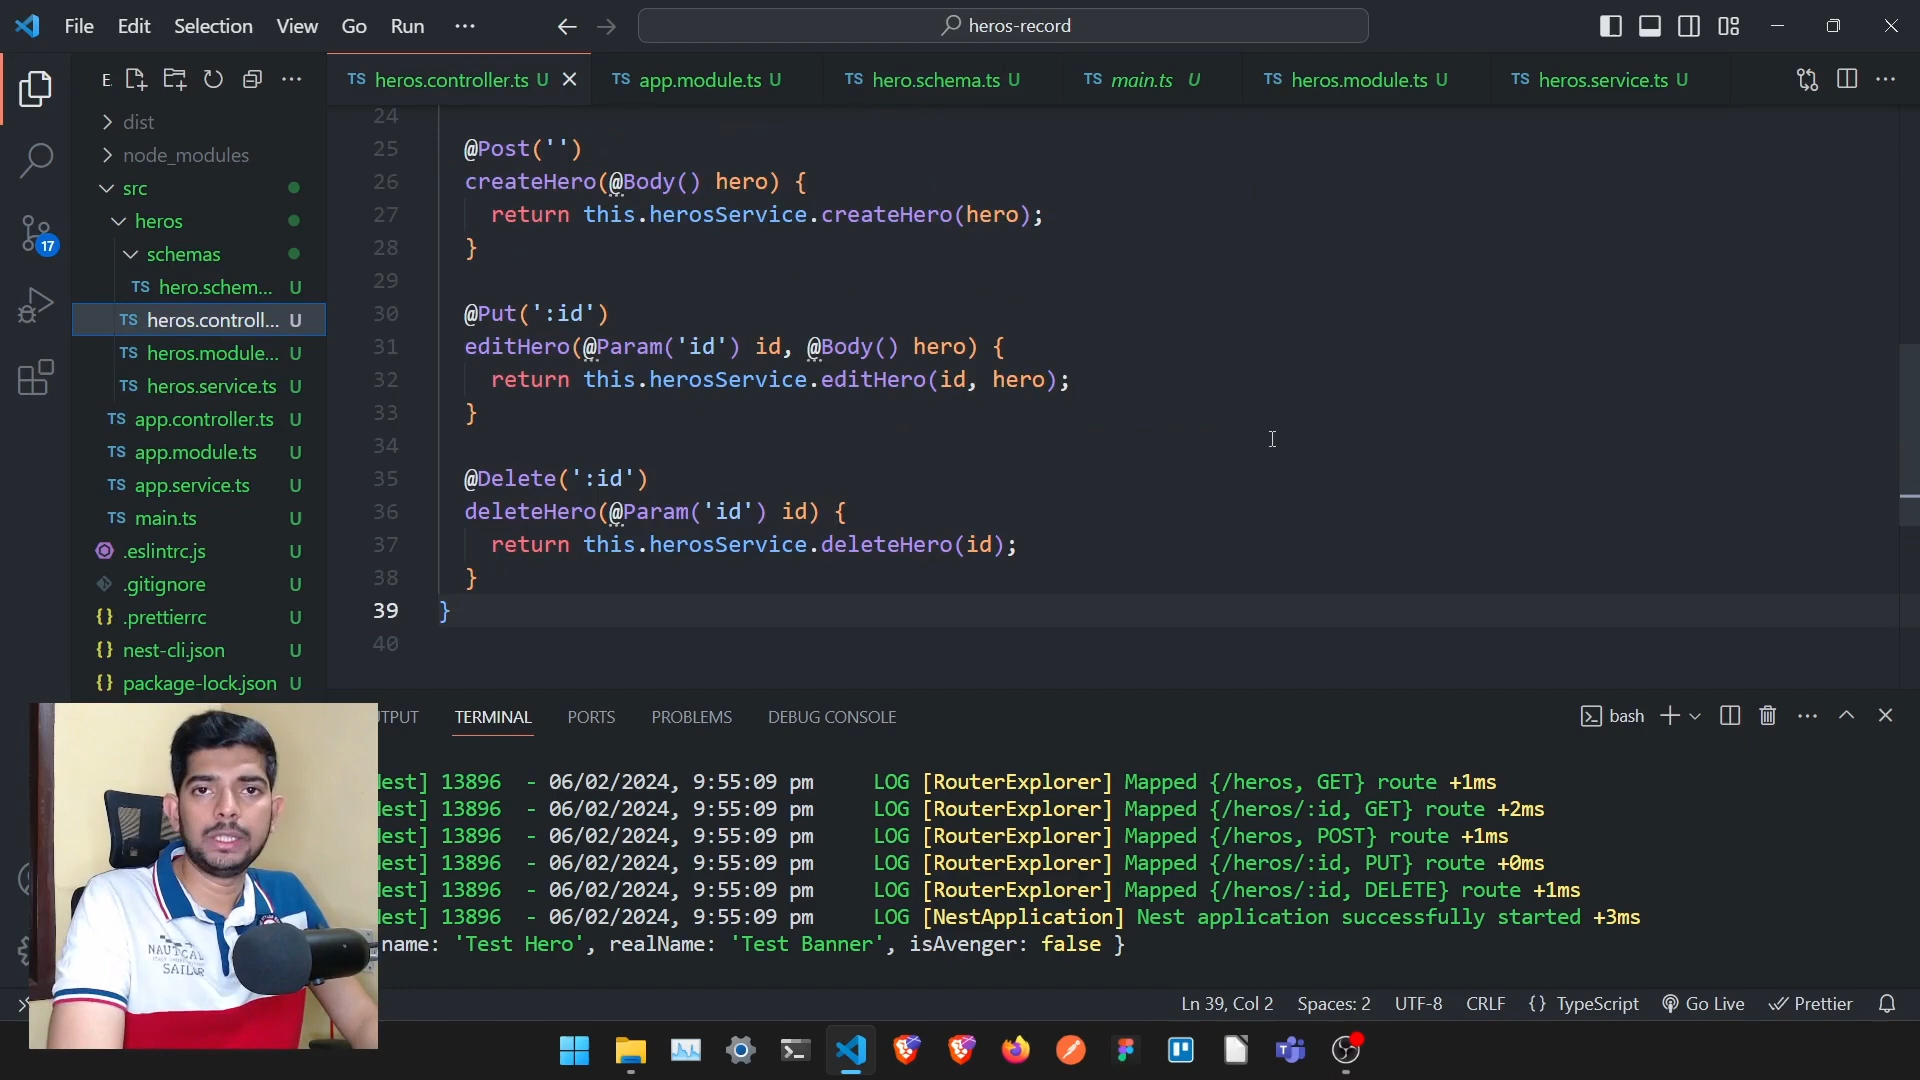 File Edit Selection View Go Run ···
heros-record
E
TS heros.controller.ts U
TS app.module.ts U
TS hero.schema.ts U
TS main.ts U
TS heros.module.ts U
TS heros.service.ts U
dist
node_modules
src
heros
schemas
TS hero.schem... U
TS heros.controll... U
TS heros.module... U
TS heros.service.ts U
TS app.controller.ts U
TS app.module.ts U
TS app.service.ts U
TS main.ts U
.eslintrc.js U
.gitignore U
{} .prettierrc U
{} nest-cli.json U
{} package-lock.json U
17
24
25 @Post('')
26 createHero(@Body() hero) {
27 return this.herosService.createHero(hero);
28 }
29
30 @Put(':id')
31 editHero(@Param('id') id, @Body() hero) {
32 return this.herosService.editHero(id, hero);
33 }
34
35 @Delete(':id')
36 deleteHero(@Param('id') id) {
37 return this.herosService.deleteHero(id);
38 }
39 }
40
TPUT TERMINAL PORTS PROBLEMS DEBUG CONSOLE
bash
lest] 13896 - 06/02/2024, 9:55:09 pm LOG [RouterExplorer] Mapped {/heros, GET} route +1ms
lest] 13896 - 06/02/2024, 9:55:09 pm LOG [RouterExplorer] Mapped {/heros/:id, GET} route +2ms
lest] 13896 - 06/02/2024, 9:55:09 pm LOG [RouterExplorer] Mapped {/heros, POST} route +1ms
lest] 13896 - 06/02/2024, 9:55:09 pm LOG [RouterExplorer] Mapped {/heros/:id, PUT} route +0ms
lest] 13896 - 06/02/2024, 9:55:09 pm LOG [RouterExplorer] Mapped {/heros/:id, DELETE} route +1ms
lest] 13896 - 06/02/2024, 9:55:09 pm LOG [NestApplication] Nest application successfully started +3ms
name: 'Test Hero', realName: 'Test Banner', isAvenger: false }
NAUTICAL
SAILOR
Ln 39, Col 2 Spaces: 2 UTF-8 CRLF {} TypeScript Go Live Prettier